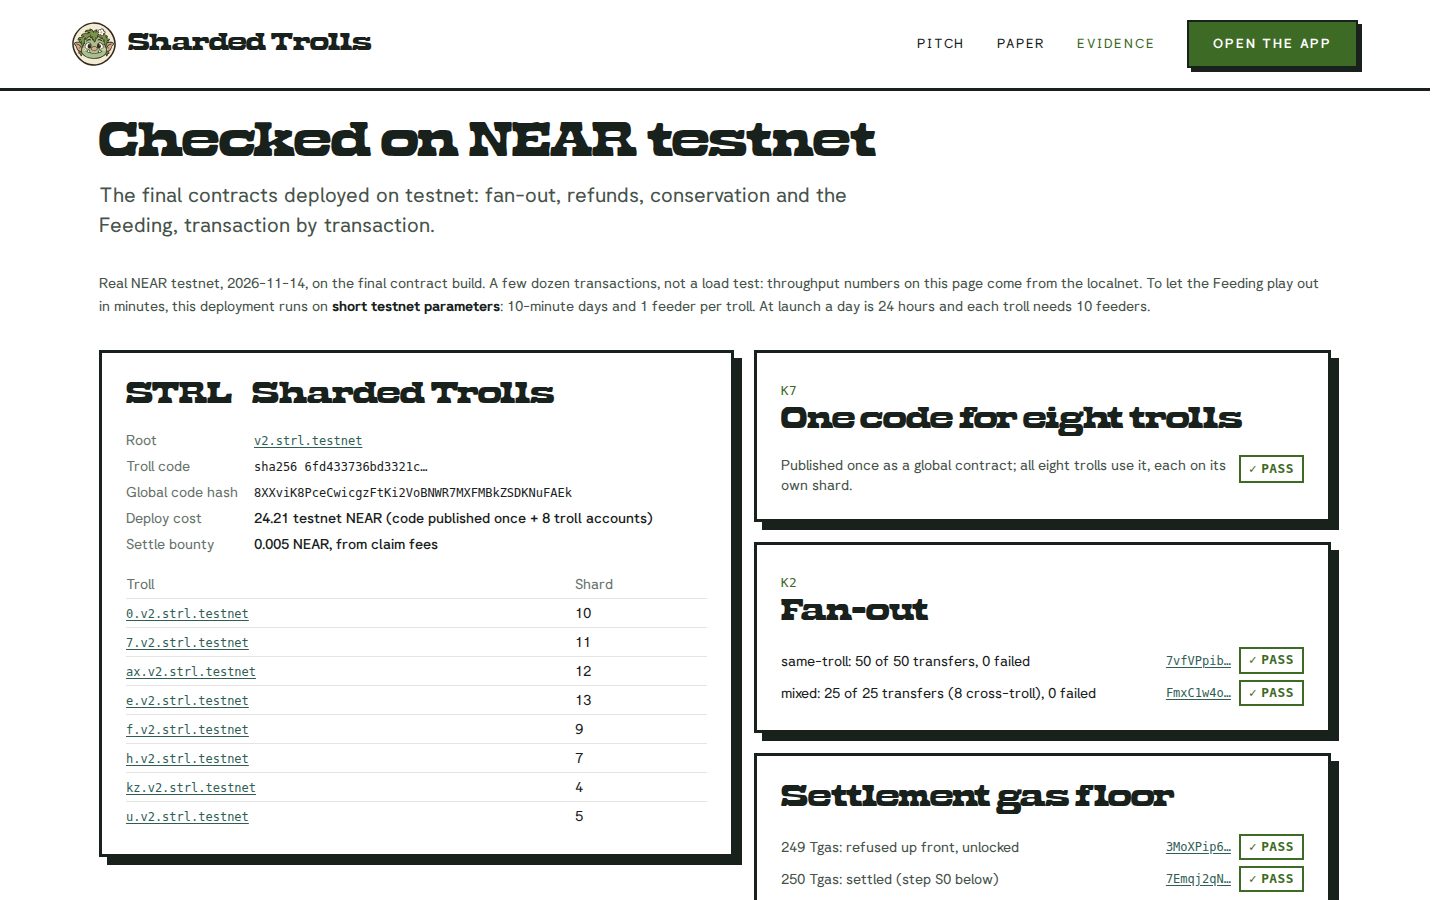 Sharded Trolls
PITCH PAPER EVIDENCE OPEN THE APP
Checked on NEAR testnet
The final contracts deployed on testnet: fan-out, refunds, conservation and the
Feeding, transaction by transaction.
Real NEAR testnet, 2026-11-14, on the final contract build. A few dozen transactions, not a load test: throughput numbers on this page come from the localnet. To let the Feeding play out
in minutes, this deployment runs on short testnet parameters: 10-minute days and 1 feeder per troll. At launch a day is 24 hours and each troll needs 10 feeders.
STRL Sharded Trolls
Root v2.strl.testnet
Troll code sha256 6fd433736bd3321c…
Global code hash 8XXviK8PceCwicgzFtKi2VoBNWR7MXFMBkZSDKNuFAEk
Deploy cost 24.21 testnet NEAR (code published once + 8 troll accounts)
Settle bounty 0.005 NEAR, from claim fees
Troll Shard
0.v2.strl.testnet 10
7.v2.strl.testnet 11
ax.v2.strl.testnet 12
e.v2.strl.testnet 13
f.v2.strl.testnet 9
h.v2.strl.testnet 7
kz.v2.strl.testnet 4
u.v2.strl.testnet 5
K7
One code for eight trolls
Published once as a global contract; all eight trolls use it, each on its
own shard.
✓ PASS
K2
Fan-out
same-troll: 50 of 50 transfers, 0 failed 7vfVPpib… ✓ PASS
mixed: 25 of 25 transfers (8 cross-troll), 0 failed FmxC1w4o… ✓ PASS
Settlement gas floor
249 Tgas: refused up front, unlocked 3MoXPip6… ✓ PASS
250 Tgas: settled (step S0 below) 7Emqj2qN… ✓ PASS